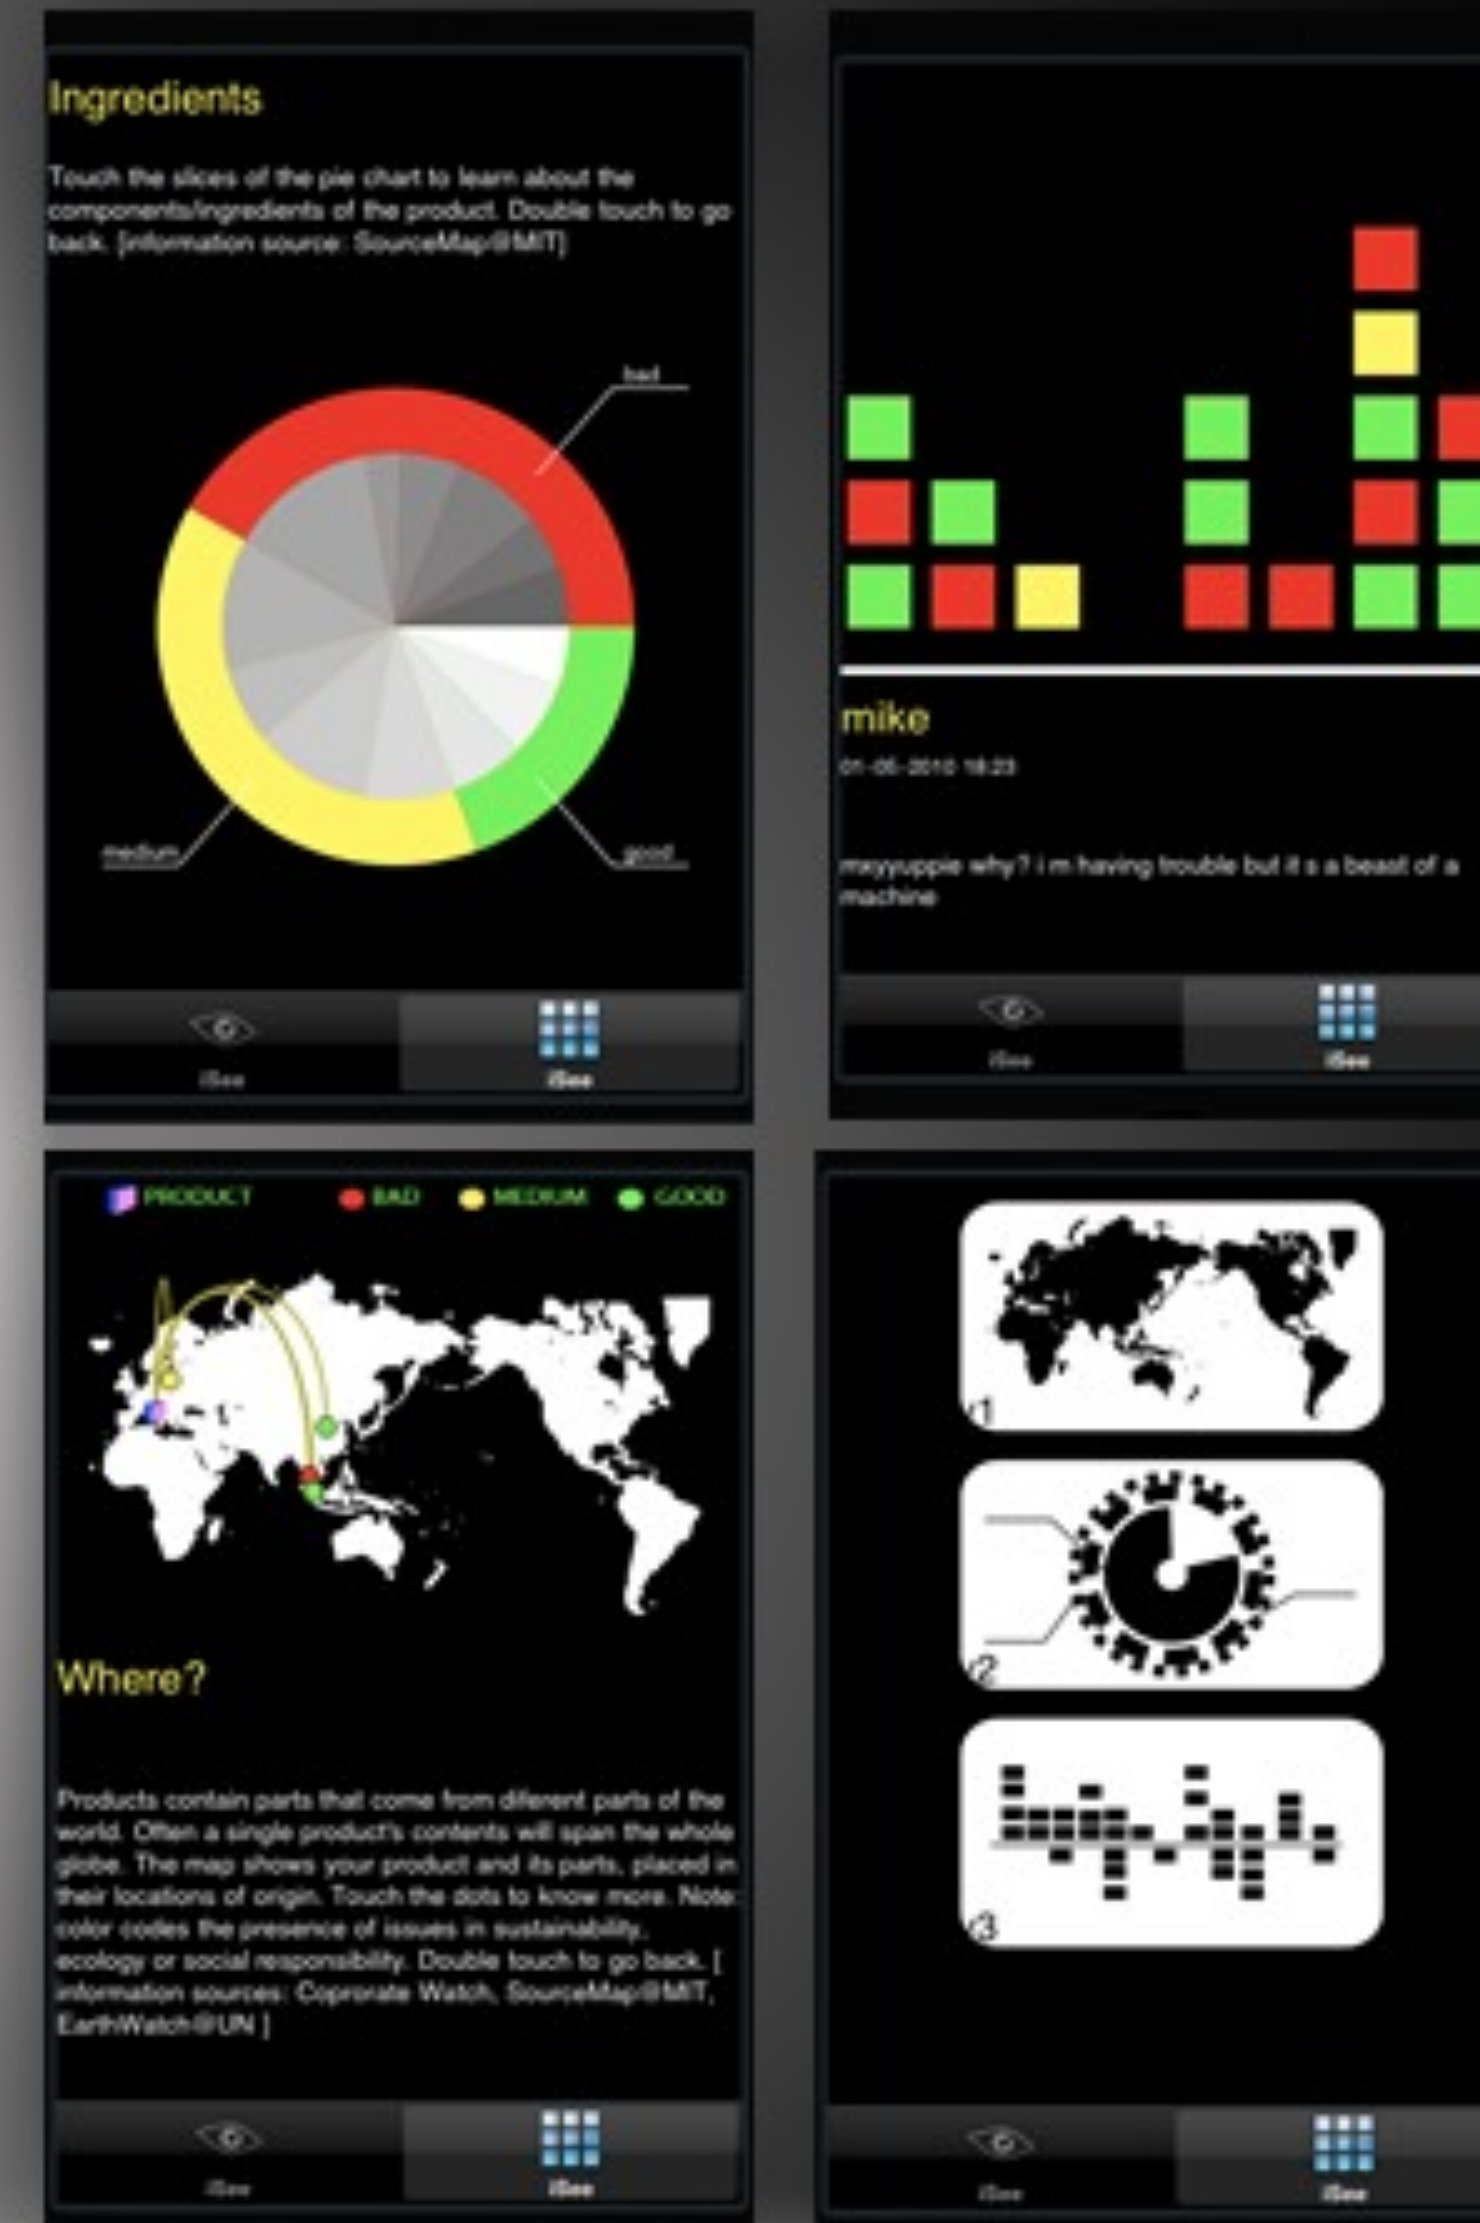 Ingredients
Touch the slices of the pie chart to learn about the
components/ingredients of the product. Double touch to go
back. [information source: SourceMap@MIT]
bad
medium
good
iSee
iSee
mike
01-05-2010 18:23
mxyyuppie why? i m having trouble but it s a beast of a
machine
iSee
iSee
PRODUCT
BAD
MEDIUM
GOOD
Where?
Products contain parts that come from diferent parts of the
world. Often a single product's contents will span the whole
globe. The map shows your product and its parts, placed in
their locations of origin. Touch the dots to know more. Note:
color codes the presence of issues in sustainability,
ecology or social responsibility. Double touch to go back. [
information sources: Coprorate Watch, SourceMap@MIT,
EarthWatch@UN ]
iSee
iSee
1
2
3
iSee
iSee